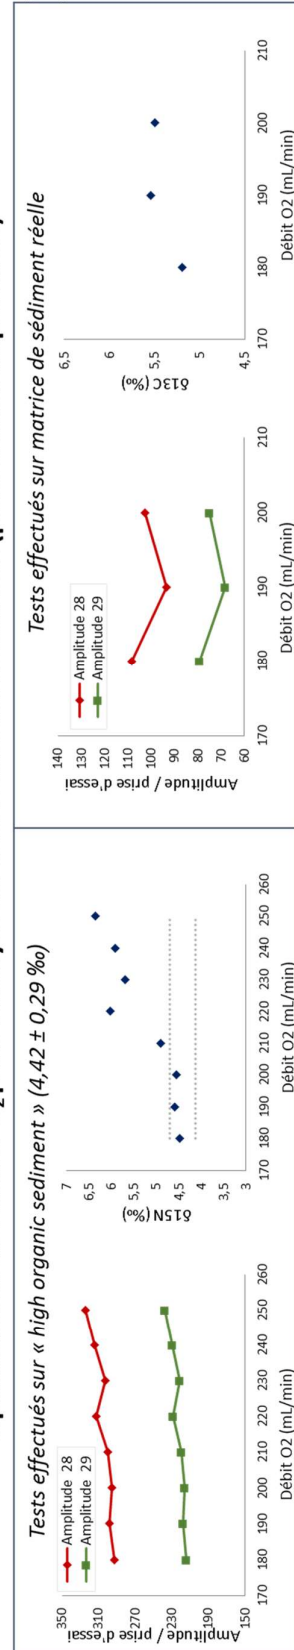 Tests effectués sur « high organic sediment » (4,42 ± 0,29 ‰)
Amplitude / prise d'essai
350
310
270
230
190
150
Amplitude 28
Amplitude 29
170 180 190 200 210 220 230 240 250 260
Débit O2 (mL/min)
δ15N (‰)
7
6,5
6
5,5
5
4,5
4
3,5
3
170 180 190 200 210 220 230 240 250 260
Débit O2 (mL/min)
Tests effectués sur matrice de sédiment réelle
Amplitude / prise d'essai
140
130
120
110
100
90
80
70
60
Amplitude 28
Amplitude 29
170 180 190 200 210
Débit O2 (mL/min)
δ13C (‰)
6,5
6
5,5
5
4,5
170 180 190 200 210
Débit O2 (mL/min)